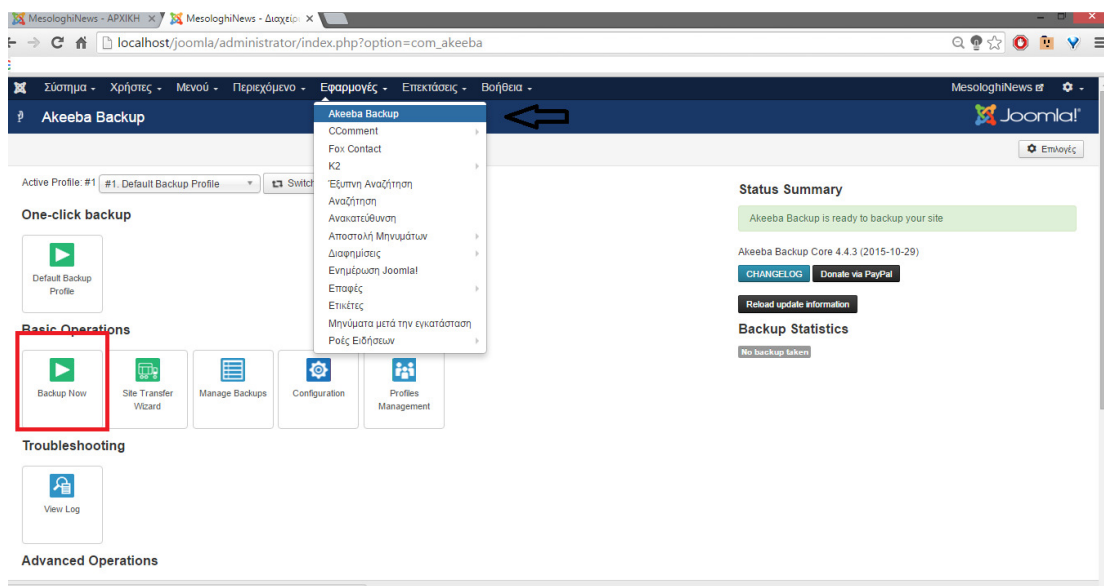 MesologhiNews - ΑΡΧΙΚΗ
MesologhiNews - Διαχείρι
localhost/joomla/administrator/index.php?option=com_akeeba
Σύστημα Χρήστες Μενού Περιεχόμενο Εφαρμογές Επεκτάσεις Βοήθεια MesologhiNews
Akeeba Backup
Joomla!
Επιλογές
Akeeba Backup
CComment
Fox Contact
K2
Έξυπνη Αναζήτηση
Αναζήτηση
Ανακατεύθυνση
Αποστολή Μηνυμάτων
Διαφημίσεις
Ενημέρωση Joomla!
Επαφές
Ετικέτες
Μηνύματα μετά την εγκατάσταση
Ροές Ειδήσεων
Active Profile: #1 #1. Default Backup Profile Switch
One-click backup
Default Backup
Profile
Basic Operations
Backup Now
Site Transfer
Wizard
Manage Backups
Configuration
Profiles
Management
Troubleshooting
View Log
Advanced Operations
Status Summary
Akeeba Backup is ready to backup your site
Akeeba Backup Core 4.4.3 (2015-10-29)
CHANGELOG Donate via PayPal
Reload update information
Backup Statistics
No backup taken